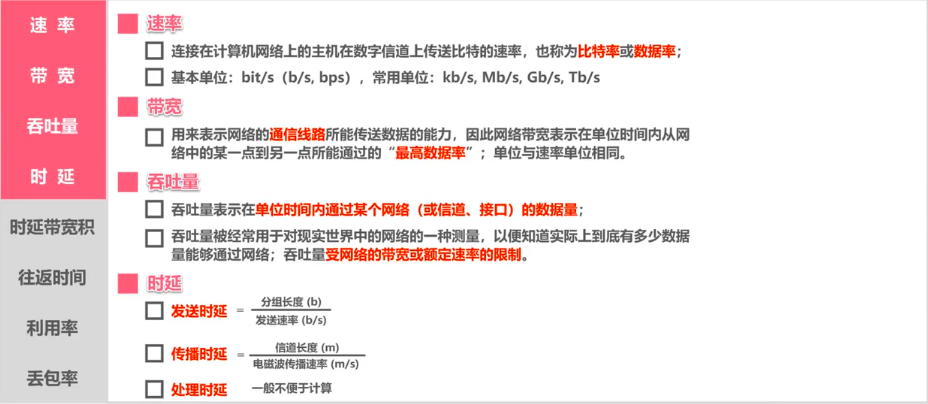 速 率
带 宽
吞吐量
时 延
时延带宽积
往返时间
利用率
丢包率
速率
连接在计算机网络上的主机在数字信道上传送比特的速率，也称为比特率或数据率；
基本单位：bit/s（b/s, bps），常用单位：kb/s, Mb/s, Gb/s, Tb/s
带宽
用来表示网络的通信线路所能传送数据的能力，因此网络带宽表示在单位时间内从网
络中的某一点到另一点所能通过的“最高数据率”；单位与速率单位相同。
吞吐量
吞吐量表示在单位时间内通过某个网络（或信道、接口）的数据量；
吞吐量被经常用于对现实世界中的网络的一种测量，以便知道实际上到底有多少数据
量能够通过网络；吞吐量受网络的带宽或额定速率的限制。
时延
发送时延 =
分组长度 (b)
发送速率 (b/s)
传播时延 =
信道长度 (m)
电磁波传播速率 (m/s)
处理时延 一般不便于计算